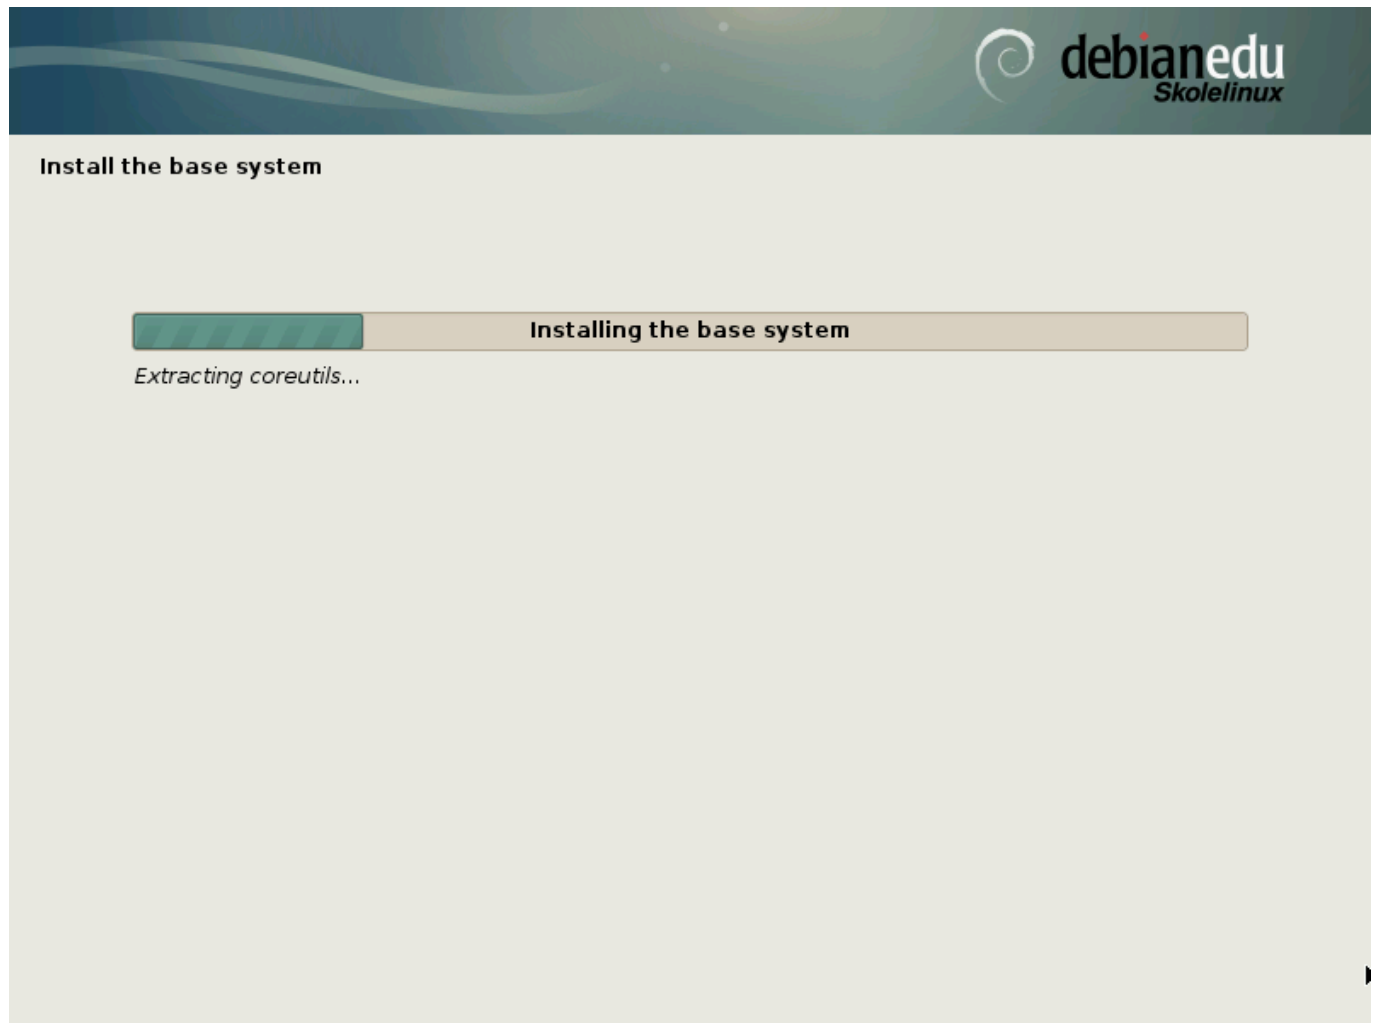 debianedu
Skolelinux
Install the base system
Installing the base system
Extracting coreutils...